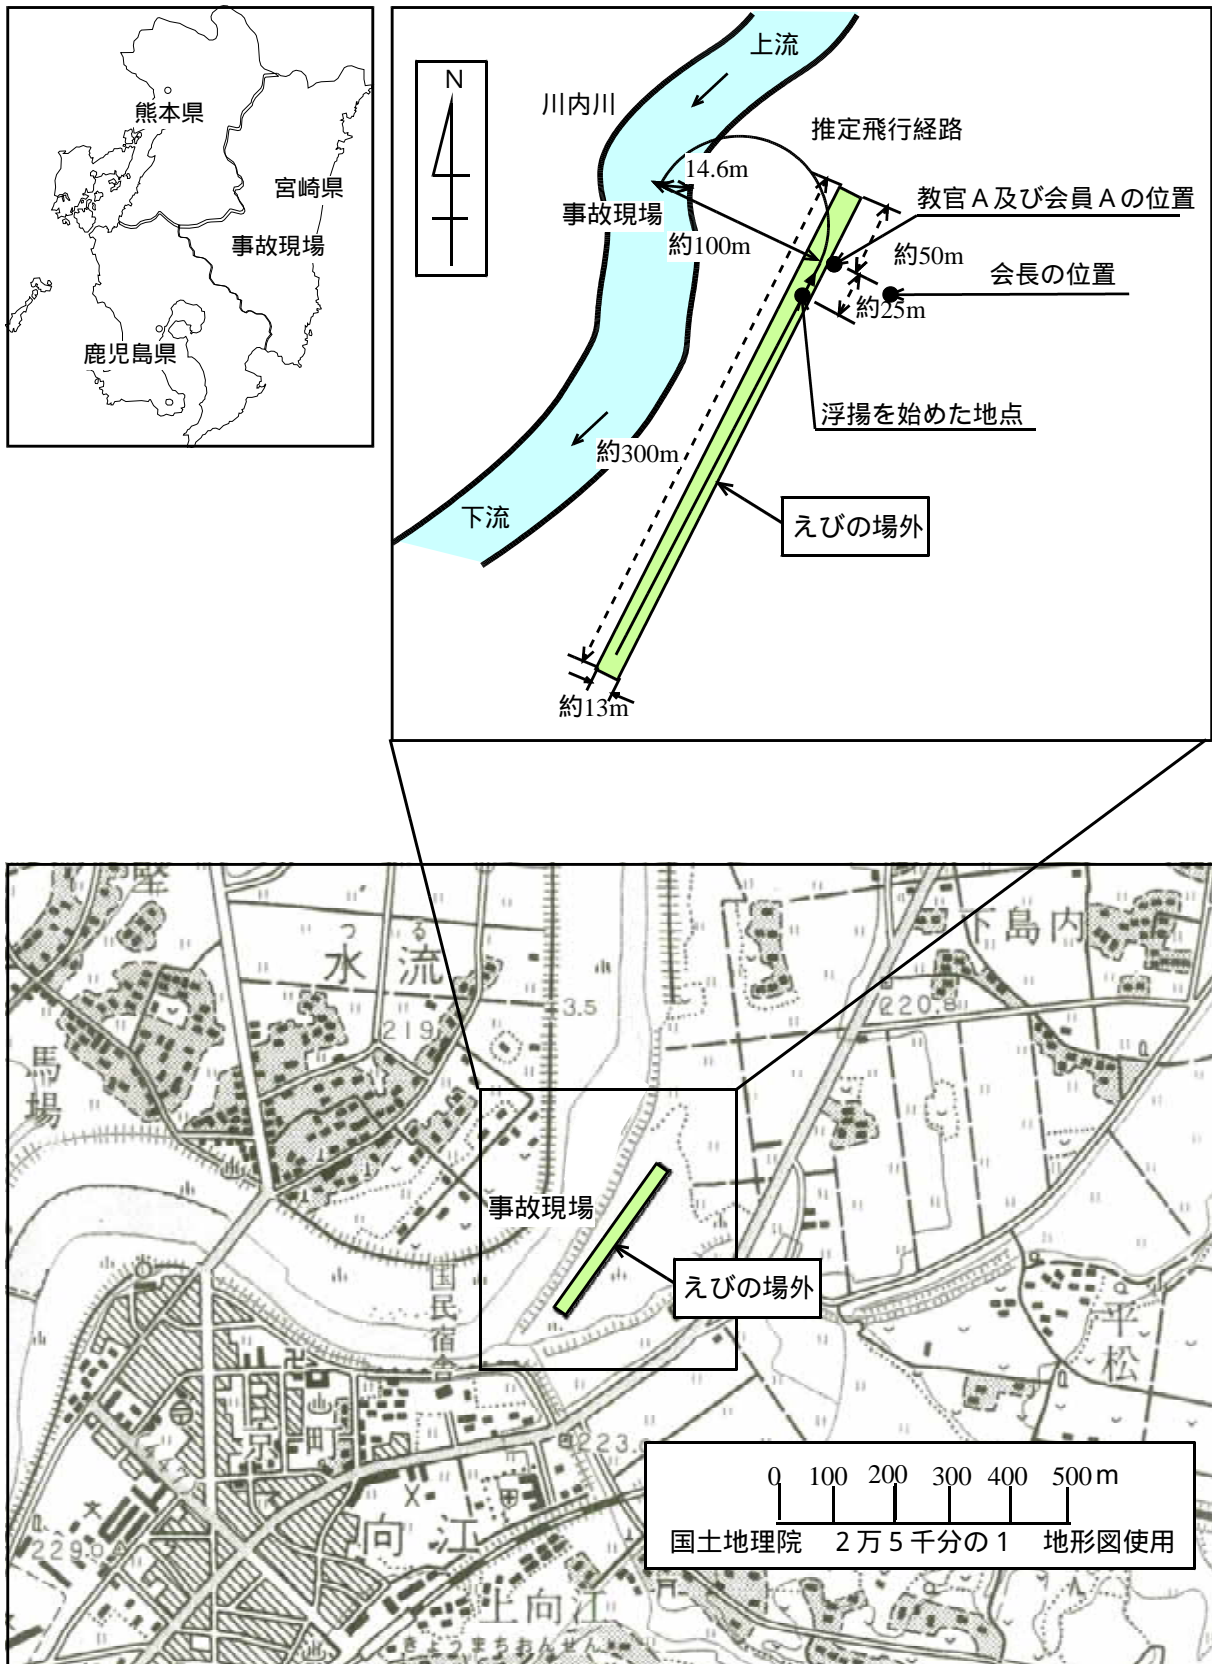 熊本県
宮崎県
事故現場
鹿児島県
N
上流
川内川
推定飛行経路
14.6m
教官A及び会員Aの位置
事故現場
約100m
約50m
会長の位置
約25m
浮揚を始めた地点
約300m
えびの場外
下流
約13m
堅
つる
水流
下島内
3.5
220.8
219
馬場
事故現場
えびの場外
国民宿舎
平松
京町
223.
0 100 200 300 400 500m
国土地理院 2万5千分の1 地形図使用
向江
229.0
上向江
きょうまちおんせん